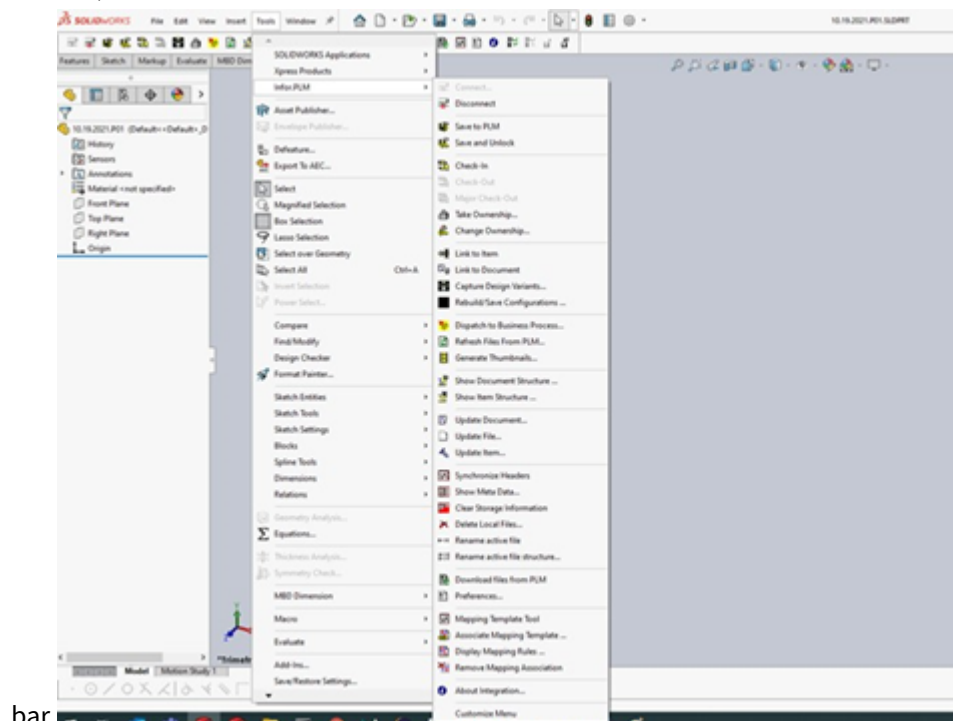 SOLIDWORKS File Edit View Insert Tools Window
10.19.2021.P01.SLDPRT
Features Sketch Markup Evaluate MBD Dim
10.19.2021.P01 (Default<<Default>_D
History
Sensors
Annotations
Material <not specified>
Front Plane
Top Plane
Right Plane
Origin
SOLIDWORKS Applications
Xpress Products
Infor.PLM
Asset Publisher...
Envelope Publisher...
Defeature...
Export To AEC...
Select
Magnified Selection
Box Selection
Lasso Selection
Select over Geometry
Select All Ctrl+A
Invert Selection
Power Select...
Compare
Find/Modify
Design Checker
Format Painter...
Sketch Entities
Sketch Tools
Sketch Settings
Blocks
Spline Tools
Dimensions
Relations
Geometry Analysis...
Equations...
Thickness Analysis...
Symmetry Check...
MBD Dimension
Macro
Evaluate
Add-Ins...
Save/Restore Settings...
Connect...
Disconnect
Save to PLM
Save and Unlock
Check-In
Check-Out
Major Check-Out
Take Ownership...
Change Ownership...
Link to Item
Link to Document
Capture Design Variants...
Rebuild/Save Configurations ...
Dispatch to Business Process...
Refresh Files From PLM...
Generate Thumbnails...
Show Document Structure ...
Show Item Structure ...
Update Document...
Update File...
Update Item...
Synchronize Headers
Show Meta Data...
Clear Storage Information
Delete Local Files...
Rename active file
Rename active file structure...
Download files from PLM
Preferences...
Mapping Template Tool
Associate Mapping Template ...
Display Mapping Rules ...
Remove Mapping Association
About Integration...
Customize Menu
*Trimetr
Model Motion Study 1
bar